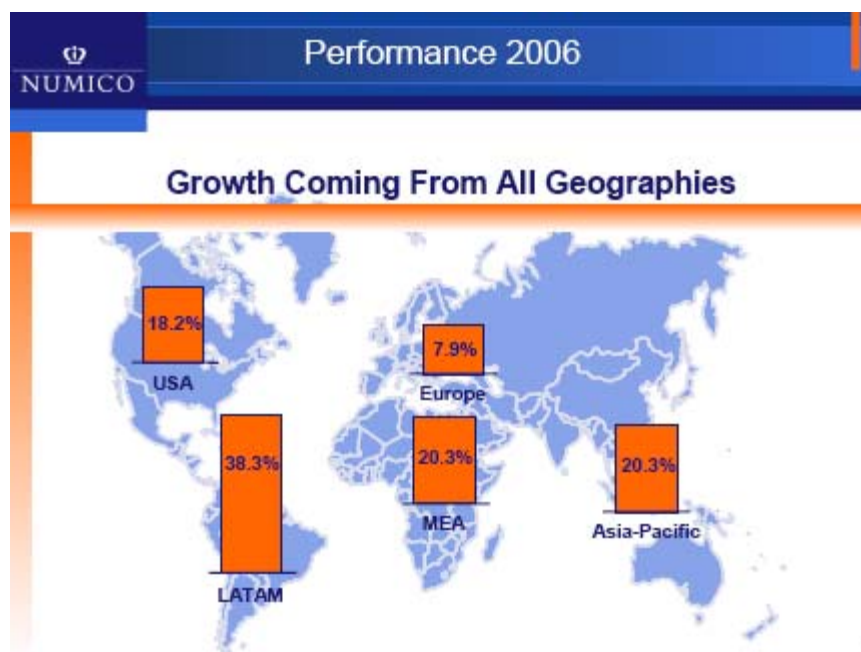 Performance 2006
NUMICO
Growth Coming From All Geographies
18.2%
USA
7.9%
Europe
38.3%
LATAM
20.3%
MEA
20.3%
Asia-Pacific